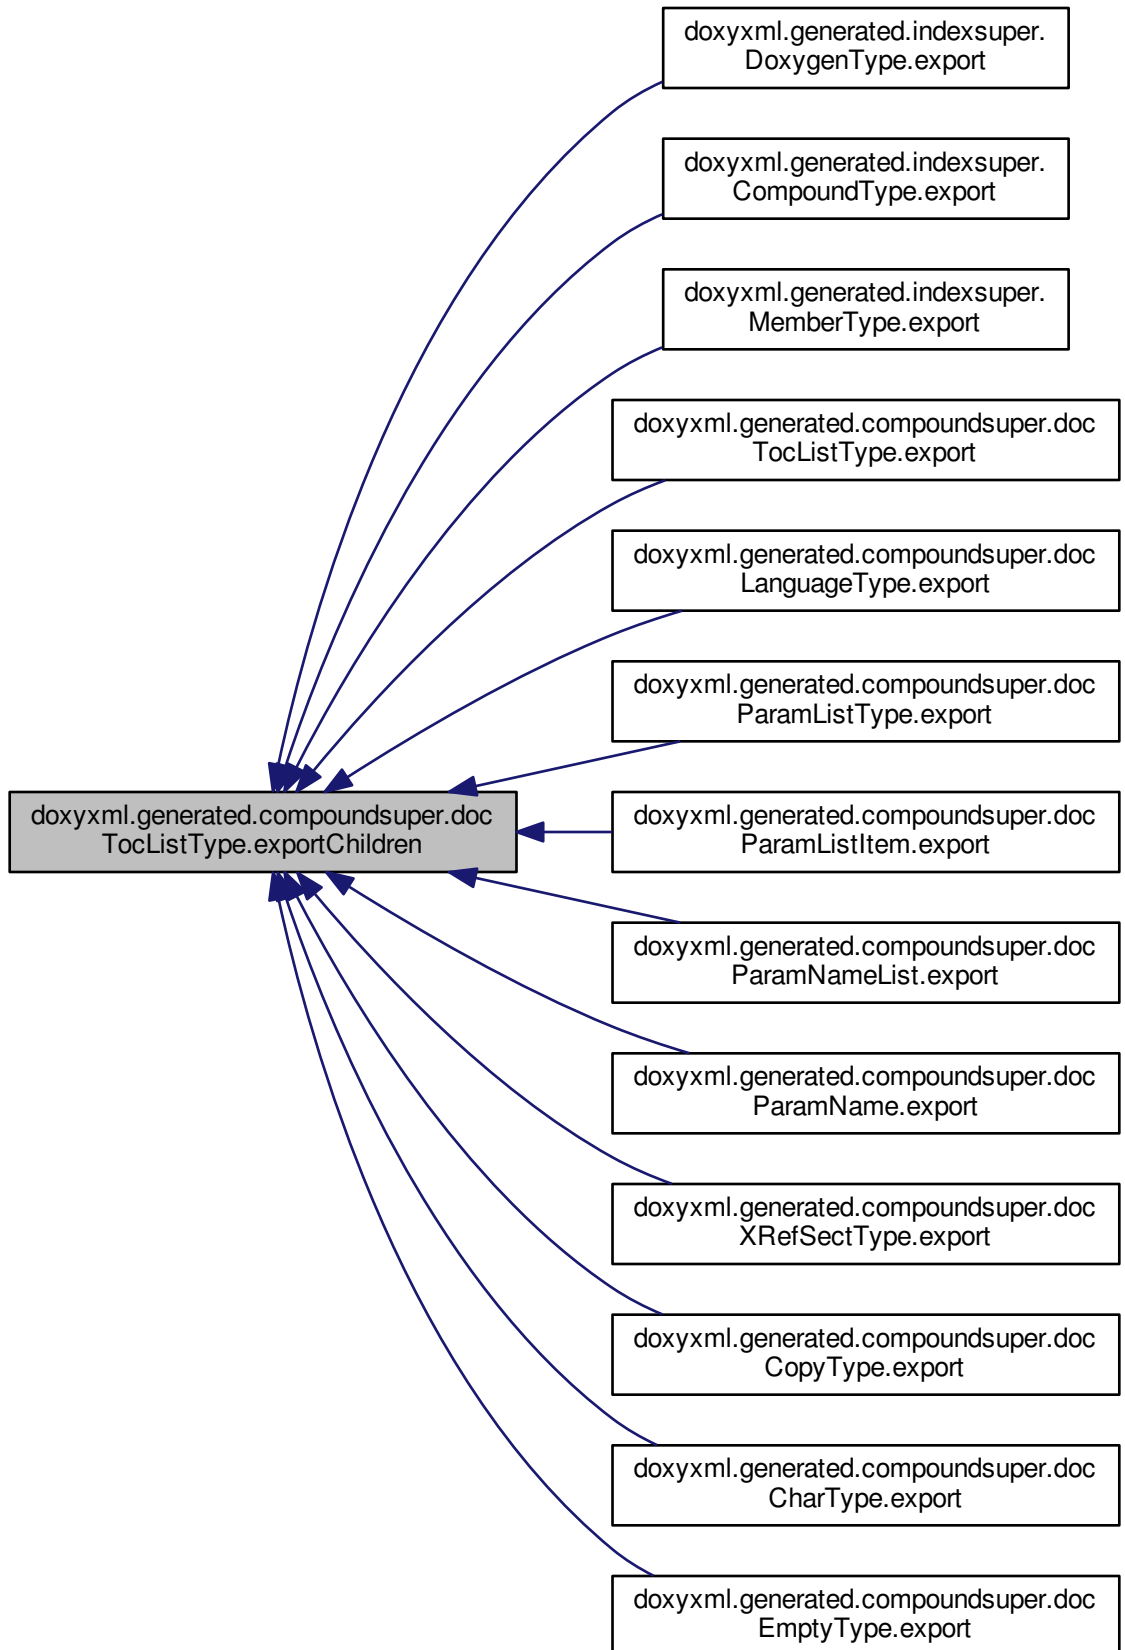 doxyxml.generated.indexsuper.
DoxygenType.export
doxyxml.generated.indexsuper.
CompoundType.export
doxyxml.generated.indexsuper.
MemberType.export
doxyxml.generated.compoundsuper.doc
TocListType.export
doxyxml.generated.compoundsuper.doc
LanguageType.export
doxyxml.generated.compoundsuper.doc
ParamListType.export
doxyxml.generated.compoundsuper.doc
TocListType.exportChildren
doxyxml.generated.compoundsuper.doc
ParamListItem.export
doxyxml.generated.compoundsuper.doc
ParamNameList.export
doxyxml.generated.compoundsuper.doc
ParamName.export
doxyxml.generated.compoundsuper.doc
XRefSectType.export
doxyxml.generated.compoundsuper.doc
CopyType.export
doxyxml.generated.compoundsuper.doc
CharType.export
doxyxml.generated.compoundsuper.doc
EmptyType.export